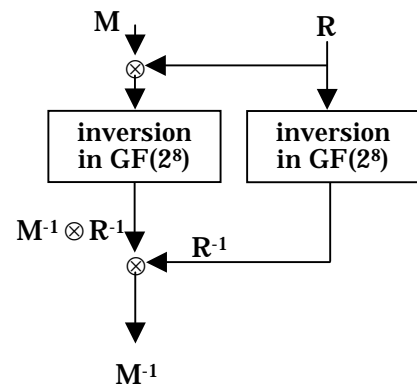 M
R
⊗
inversion
in GF(2⁸)
inversion
in GF(2⁸)
M⁻¹ ⊗ R⁻¹
R⁻¹
⊗
M⁻¹